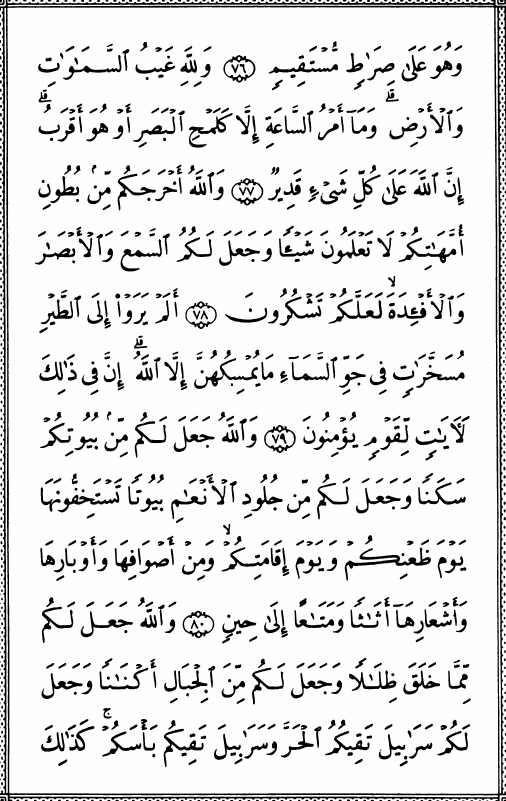 وَهُوَ عَلَىٰ صِرَٰطٖ مُّسۡتَقِيمٖ ٧٦ وَلِلَّهِ غَيۡبُ ٱلسَّمَٰوَٰتِ
وَٱلۡأَرۡضِۚ وَمَآ أَمۡرُ ٱلسَّاعَةِ إِلَّا كَلَمۡحِ ٱلۡبَصَرِ أَوۡ هُوَ أَقۡرَبُۚ
إِنَّ ٱللَّهَ عَلَىٰ كُلِّ شَيۡءٖ قَدِيرٞ ٧٧ وَٱللَّهُ أَخۡرَجَكُم مِّنۢ بُطُونِ
أُمَّهَٰتِكُمۡ لَا تَعۡلَمُونَ شَيۡـٔٗا وَجَعَلَ لَكُمُ ٱلسَّمۡعَ وَٱلۡأَبۡصَٰرَ
وَٱلۡأَفۡـِٔدَةَ لَعَلَّكُمۡ تَشۡكُرُونَ ٧٨ أَلَمۡ يَرَوۡاْ إِلَى ٱلطَّيۡرِ
مُسَخَّرَٰتٖ فِي جَوِّ ٱلسَّمَآءِ مَا يُمۡسِكُهُنَّ إِلَّا ٱللَّهُۚ إِنَّ فِي ذَٰلِكَ
لَأٓيَٰتٖ لِّقَوۡمٖ يُؤۡمِنُونَ ٧٩ وَٱللَّهُ جَعَلَ لَكُم مِّنۢ بُيُوتِكُمۡ
سَكَنٗا وَجَعَلَ لَكُم مِّن جُلُودِ ٱلۡأَنۡعَٰمِ بُيُوتٗا تَسۡتَخِفُّونَهَا
يَوۡمَ ظَعۡنِكُمۡ وَيَوۡمَ إِقَامَتِكُمۡۙ وَمِنۡ أَصۡوَافِهَا وَأَوۡبَارِهَا
وَأَشۡعَارِهَآ أَثَٰثٗا وَمَتَٰعًا إِلَىٰ حِينٖ ٨٠ وَٱللَّهُ جَعَلَ لَكُم
مِّمَّا خَلَقَ ظِلَٰلٗا وَجَعَلَ لَكُم مِّنَ ٱلۡجِبَالِ أَكۡنَٰنٗا وَجَعَلَ
لَكُمۡ سَرَٰبِيلَ تَقِيكُمُ ٱلۡحَرَّ وَسَرَٰبِيلَ تَقِيكُم بَأۡسَكُمۡۚ كَذَٰلِكَ